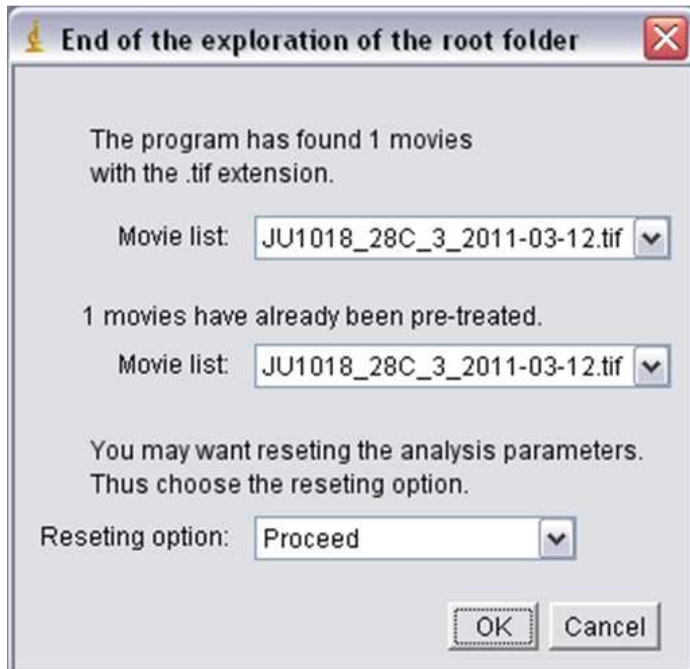 End of the exploration of the root folder
The program has found 1 movies
with the .tif extension.
Movie list: JU1018_28C_3_2011-03-12.tif
1 movies have already been pre-treated.
Movie list: JU1018_28C_3_2011-03-12.tif
You may want reseting the analysis parameters.
Thus choose the reseting option.
Reseting option: Proceed
OK Cancel